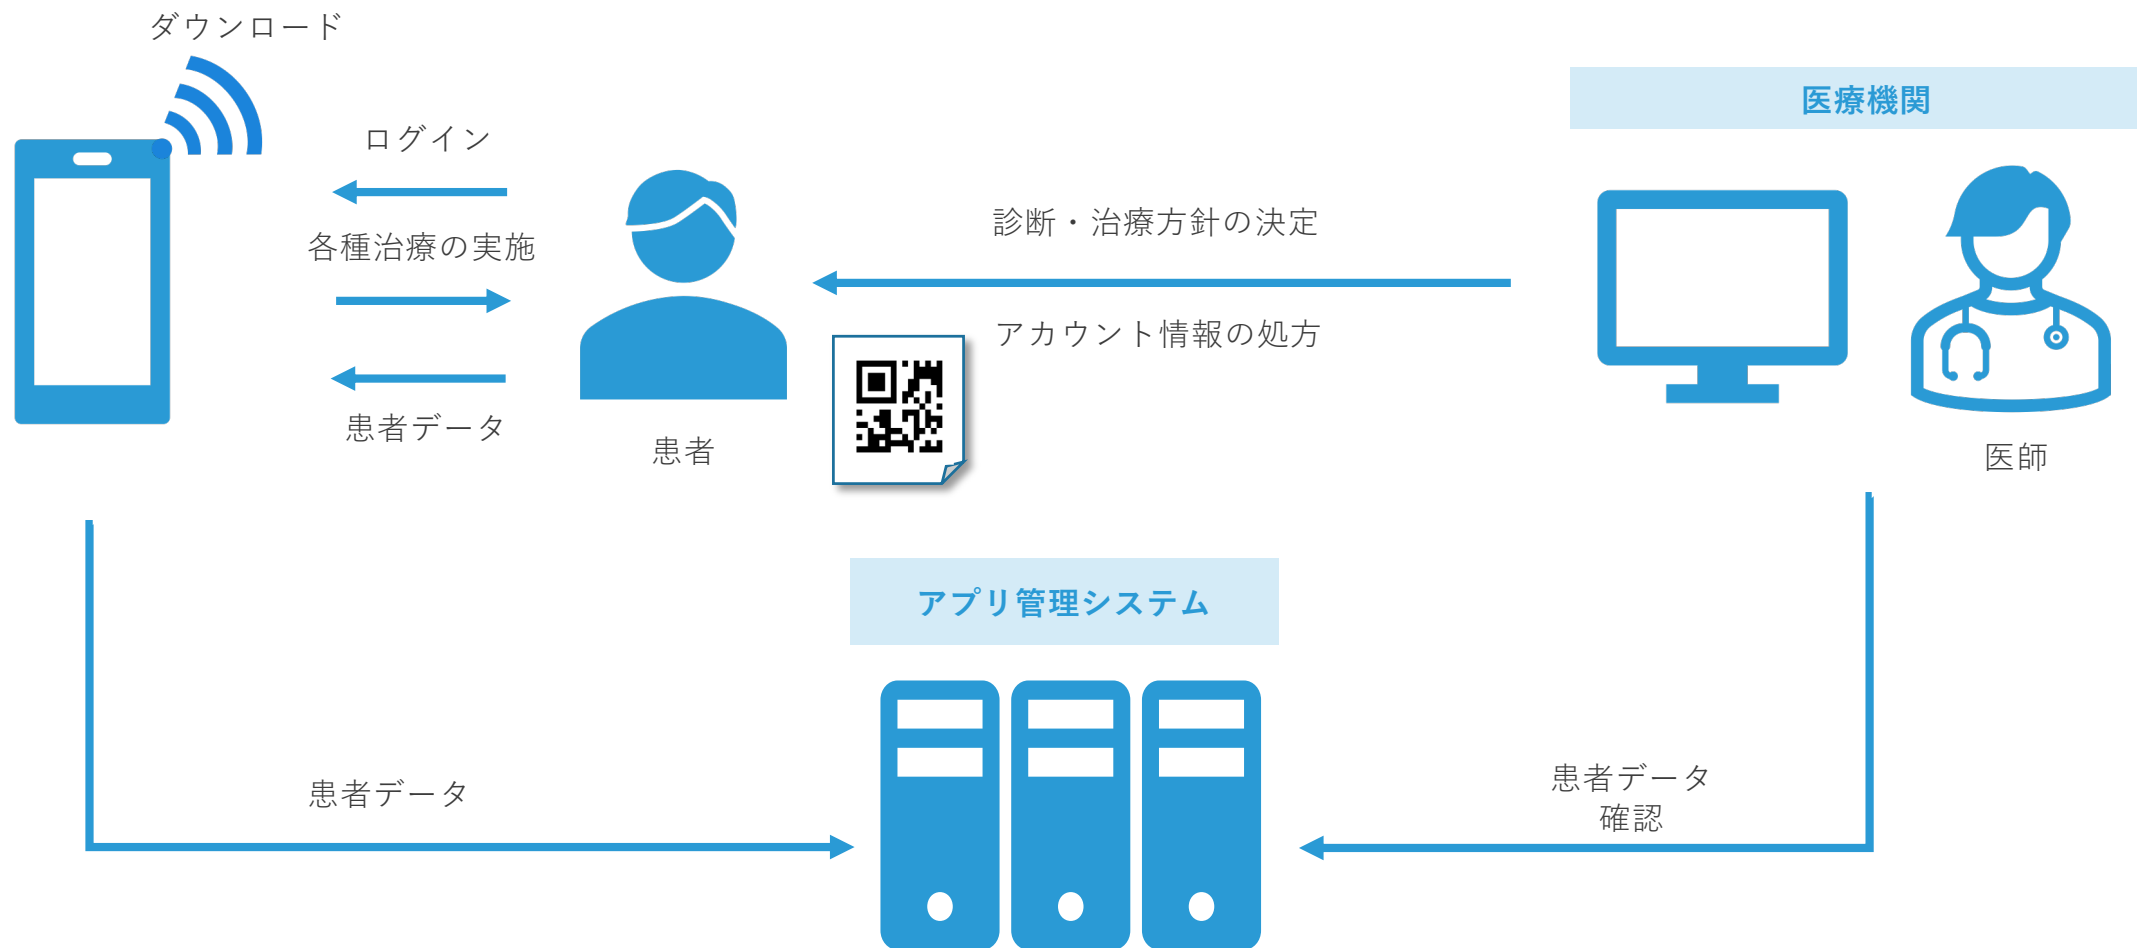 ダウンロード
医療機関
ログイン
各種治療の実施
患者データ
患者
診断・治療方針の決定
アカウント情報の処方
医師
アプリ管理システム
患者データ
患者データ
確認